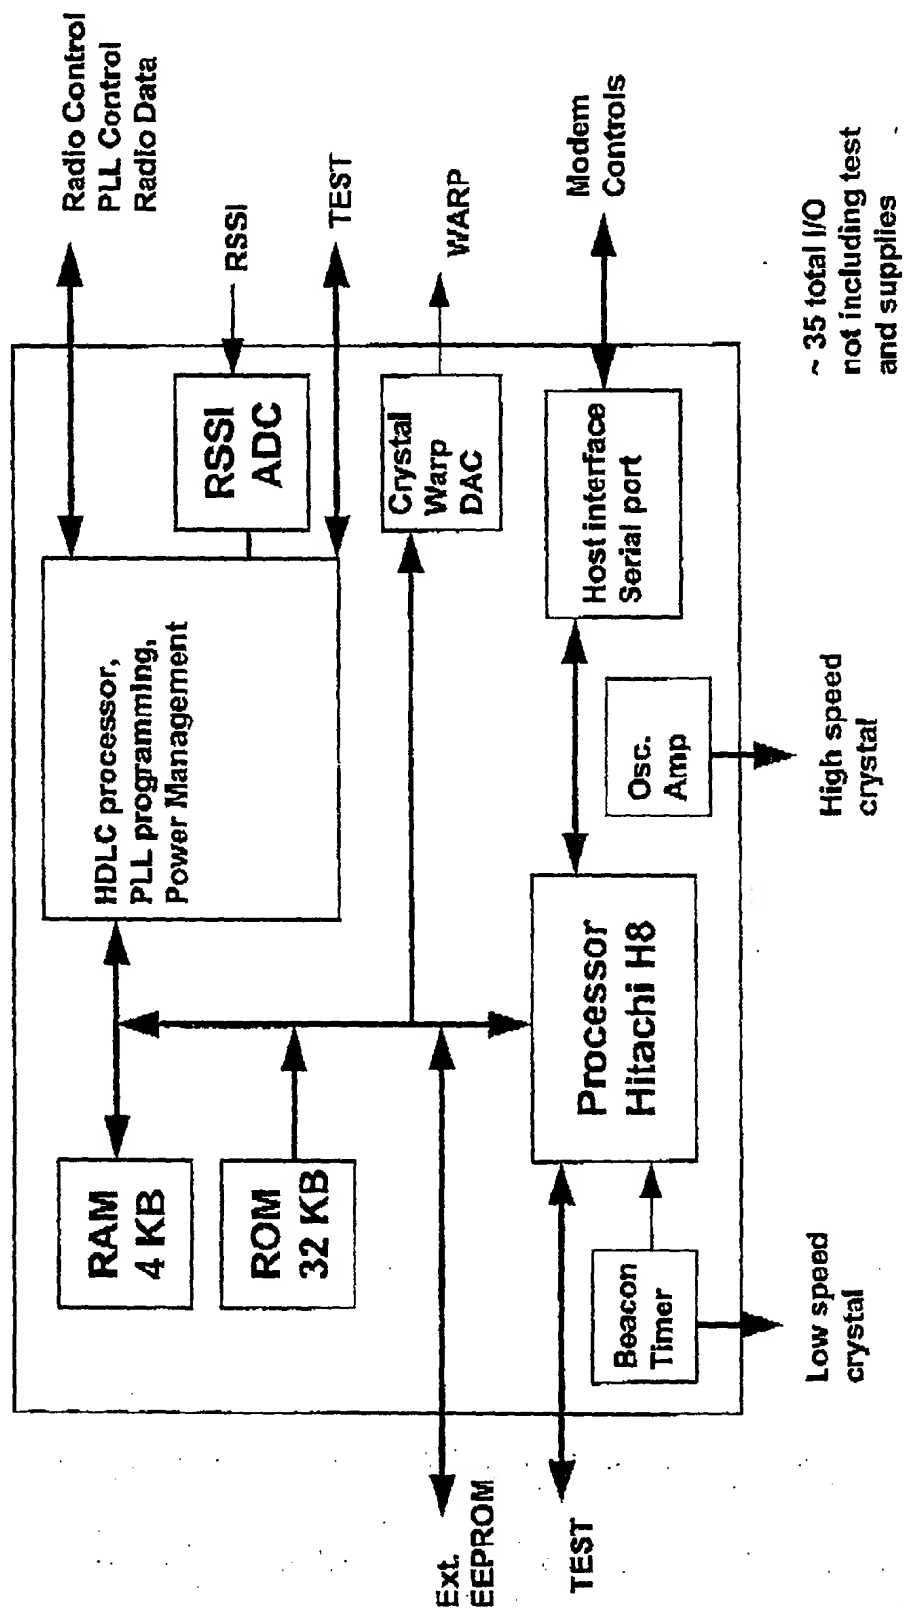 RAM
4 KB
ROM
32 KB
Ext.
EEPROM
TEST
Beacon
Timer
Low speed
crystal
HDLC processor,
PLL programming,
Power Management
Processor
Hitachi H8
Osc.
Amp
High speed
crystal
RSSI
ADC
Crystal
Warp
DAC
Host interface
Serial port
Radio Control
PLL Control
Radio Data
RSSI
TEST
WARP
Modem
Controls
~ 35 total I/O
not including test
and supplies